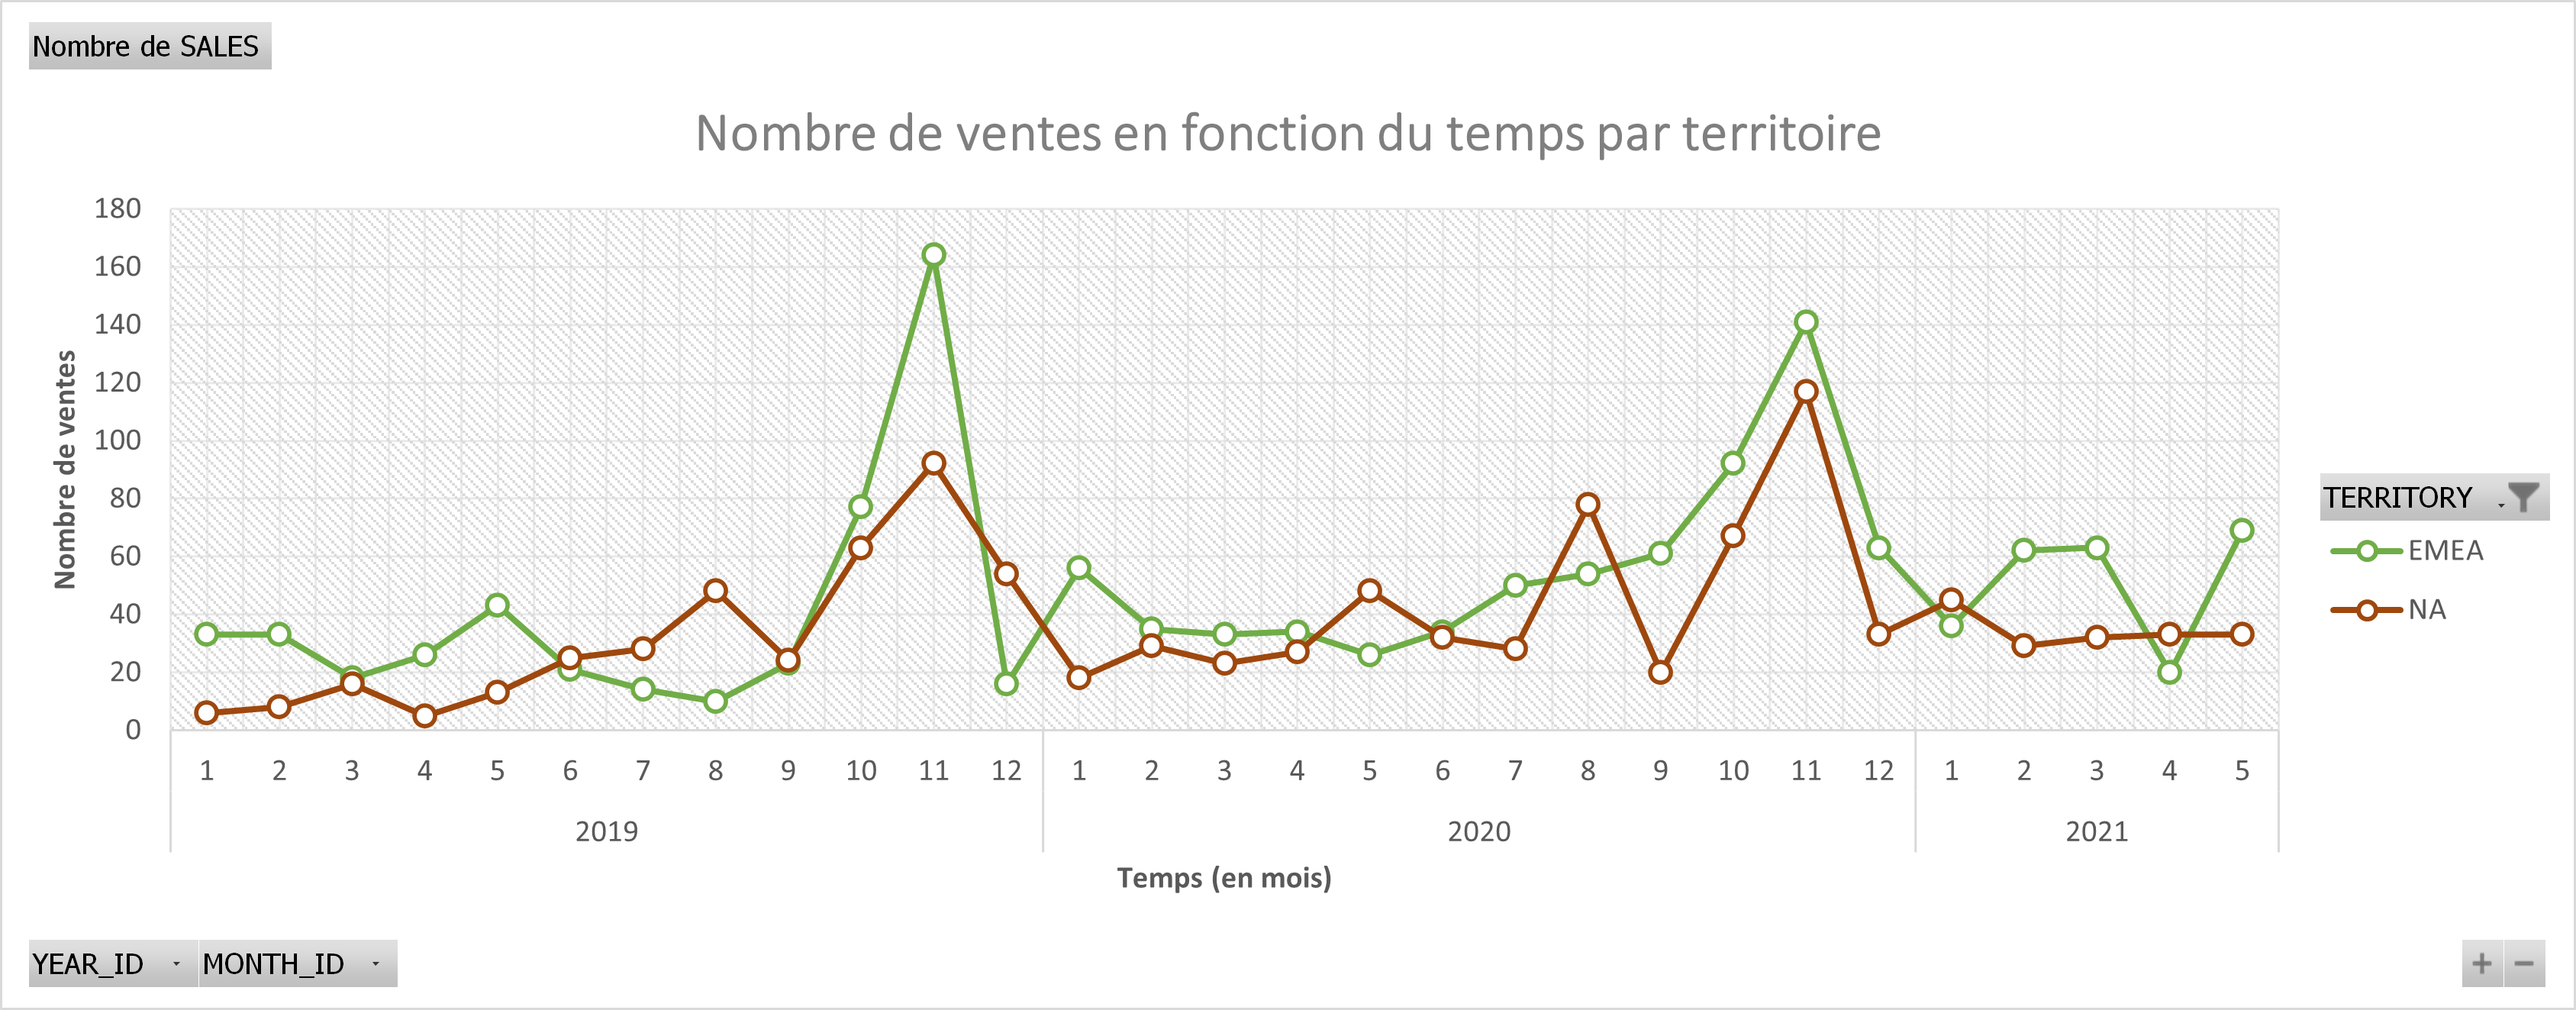 Nombre de SALES
Nombre de ventes en fonction du temps par territoire
Nombre de ventes
180
160
140
120
100
80
60
40
20
0
1 2 3 4 5 6 7 8 9 10 11 12 1 2 3 4 5 6 7 8 9 10 11 12 1 2 3 4 5
2019 2020 2021
Temps (en mois)
TERRITORY
EMEA
NA
YEAR_ID MONTH_ID
+ −